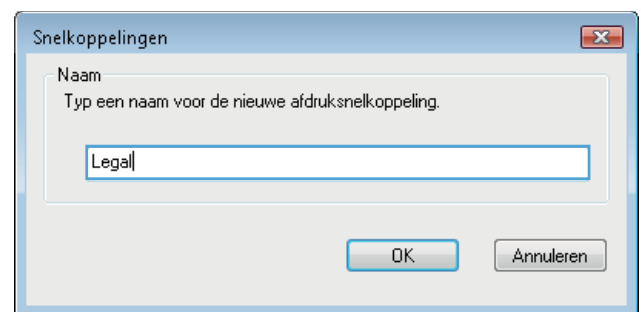 Snelkoppelingen
Naam
Typ een naam voor de nieuwe afdruksnelkoppeling.
Legal
OK
Annuleren